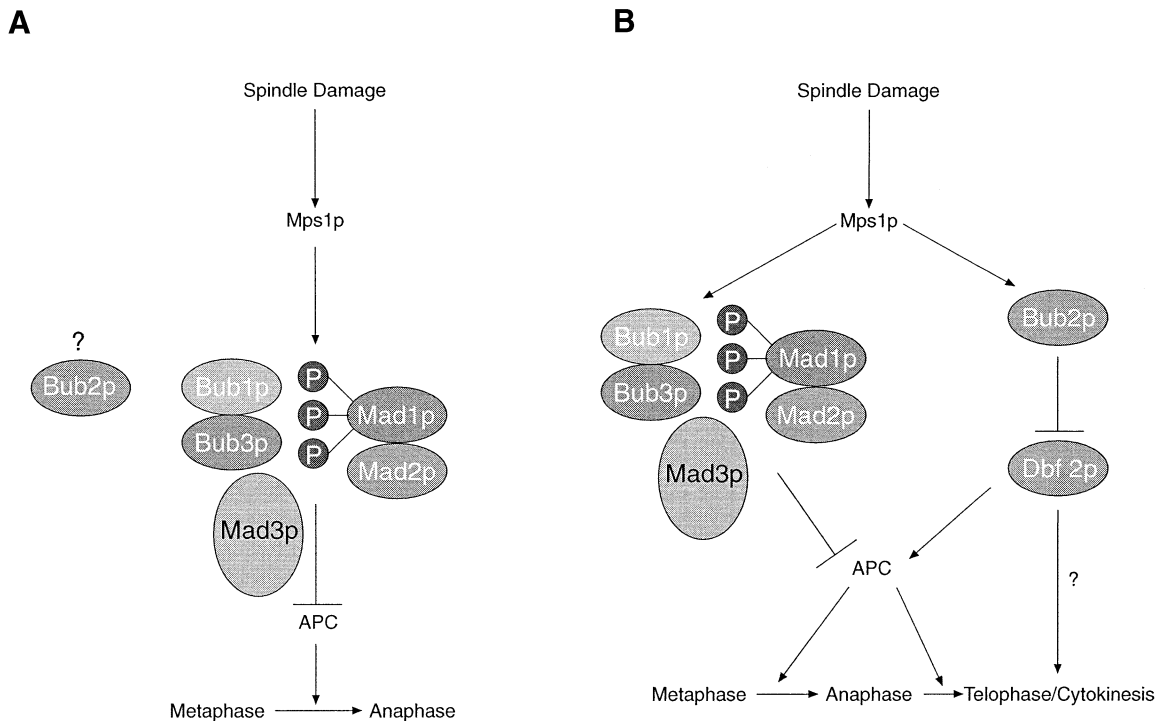 A
Spindle Damage
Mps1p
?
Bub2p
Bub1p
Bub3p
Mad3p
P
P
P
Mad1p
Mad2p
APC
Metaphase
Anaphase
B
Spindle Damage
Mps1p
Bub1p
Bub3p
Mad3p
P
P
P
Mad1p
Mad2p
Bub2p
Dbf 2p
APC
?
Metaphase
Anaphase
Telophase/Cytokinesis